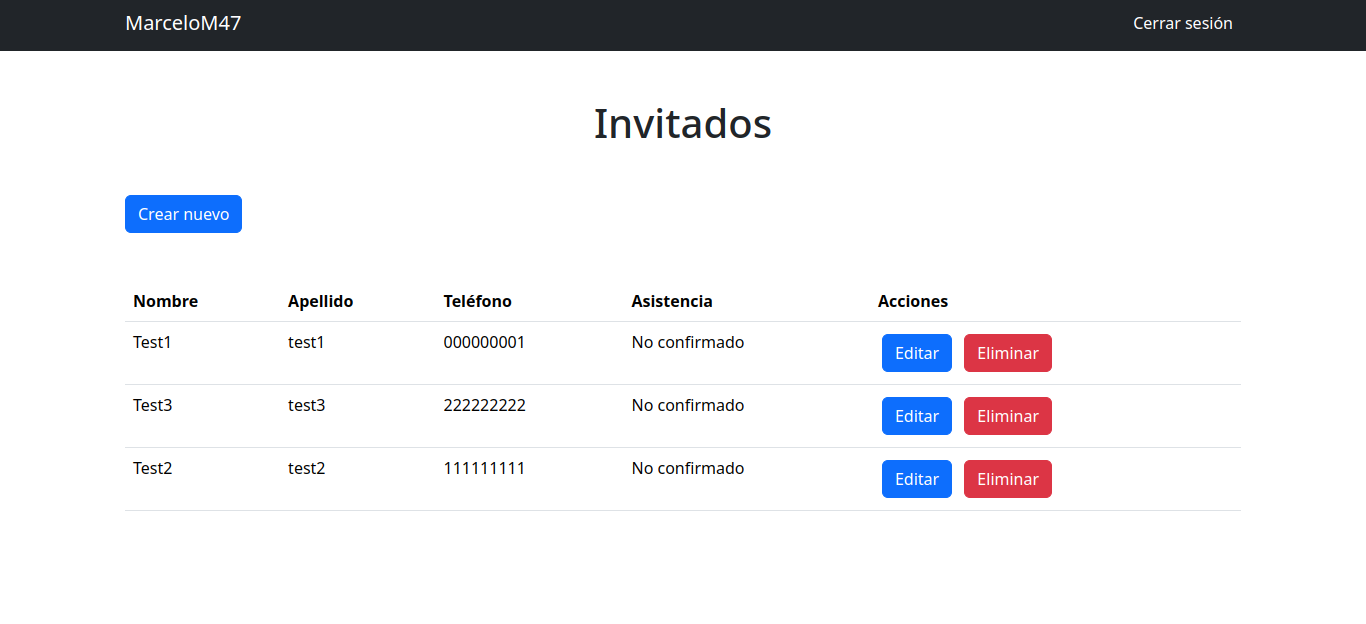 MarceloM47 Cerrar sesión
Invitados
Crear nuevo
Nombre Apellido Teléfono Asistencia Acciones
Test1 test1 000000001 No confirmado Editar Eliminar
Test3 test3 222222222 No confirmado Editar Eliminar
Test2 test2 111111111 No confirmado Editar Eliminar